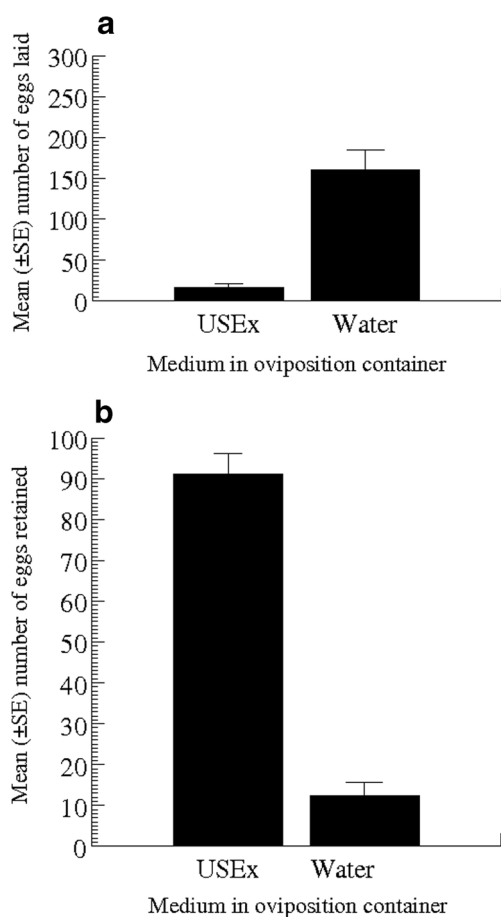 a
Mean (±SE) number of eggs laid
300
250
200
150
100
50
0
USEx Water
Medium in oviposition container
b
Mean (±SE) number of eggs retained
100
90
80
70
60
50
40
30
20
10
0
USEx Water
Medium in oviposition container